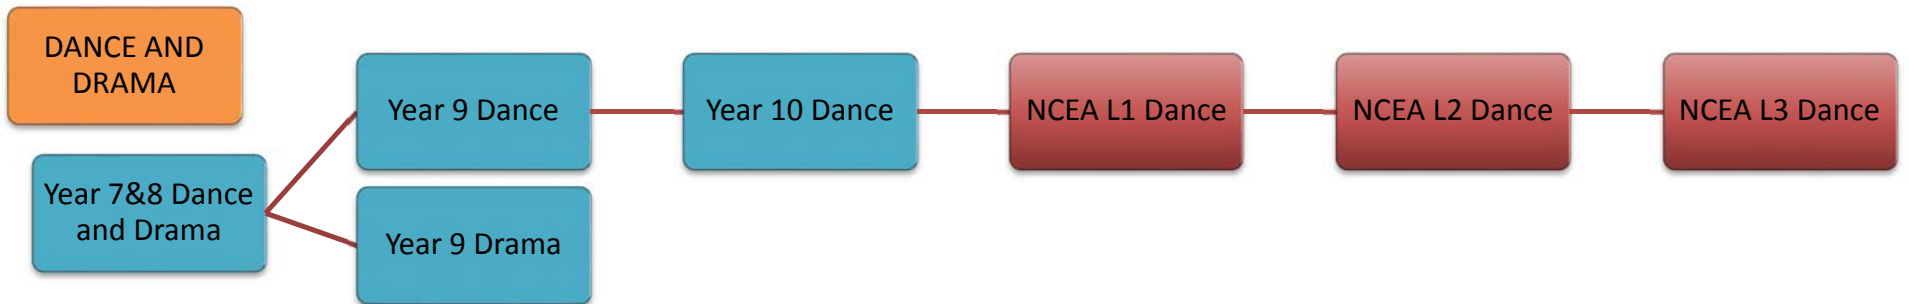 DANCE AND
DRAMA
Year 7&8 Dance
and Drama
Year 9 Dance
Year 10 Dance
NCEA L1 Dance
NCEA L2 Dance
NCEA L3 Dance
Year 9 Drama